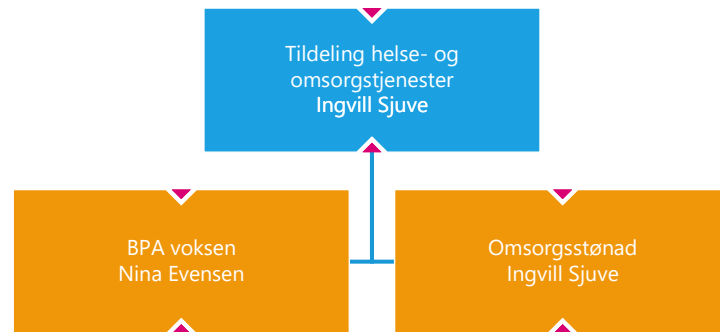 Tildeling helse- og
omsorgstjenester
Ingvill Sjuve
BPA voksen
Nina Evensen
Omsorgsstønad
Ingvill Sjuve